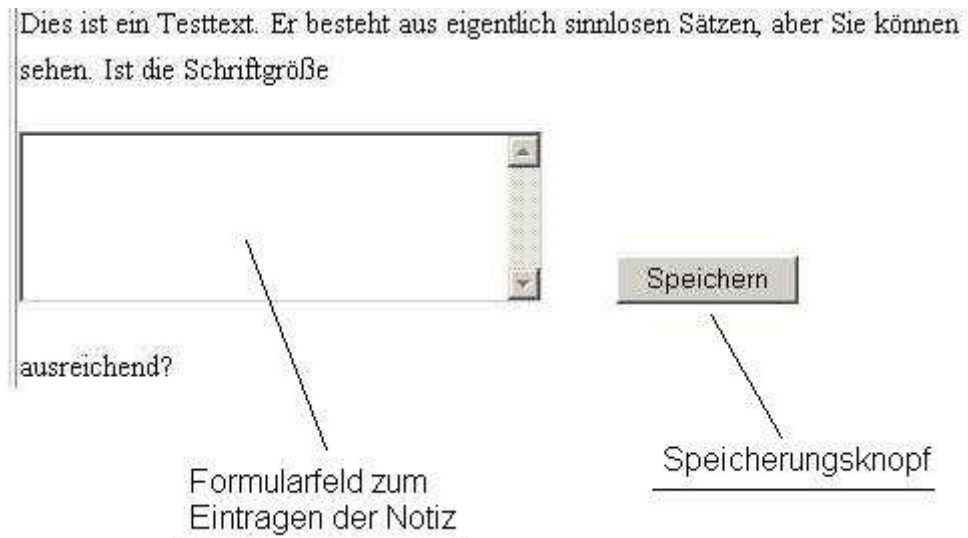 Dies ist ein Testtext. Er besteht aus eigentlich sinnlosen Sätzen, aber Sie können
sehen. Ist die Schriftgröße
Speichern
ausreichend?
Speicherungsknopf
Formularfeld zum
Eintragen der Notiz